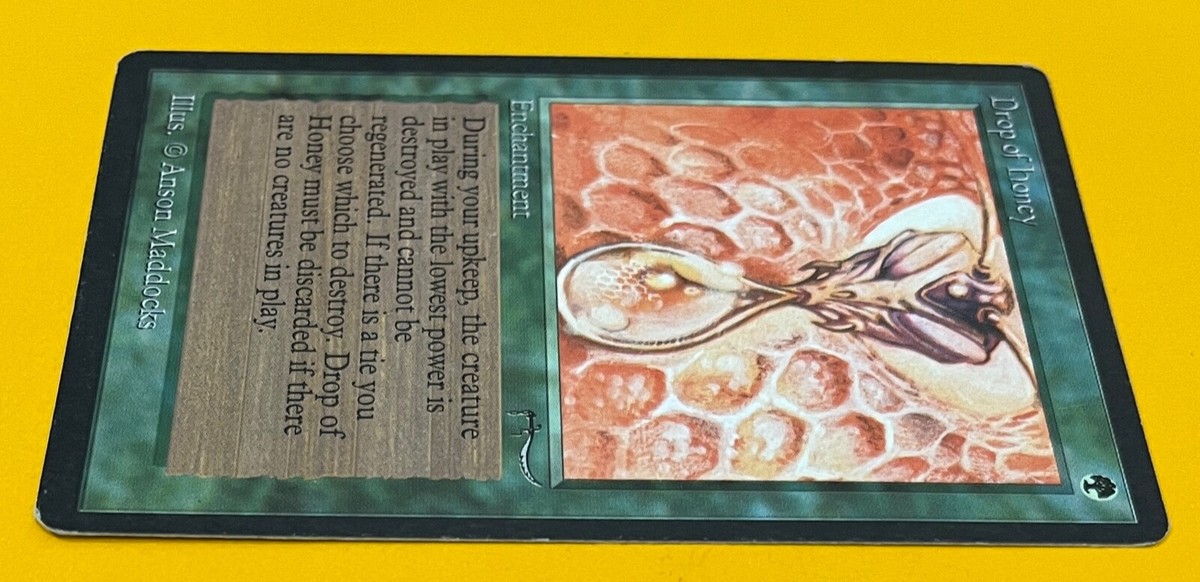 Drop of honey
Enchantment
During your upkeep, the creature
in play with the lowest power is
destroyed and cannot be
regenerated. If there is a tie you
choose which to destroy. Drop of
Honey must be discarded if there
are no creatures in play.
Illus. © Anson Maddocks